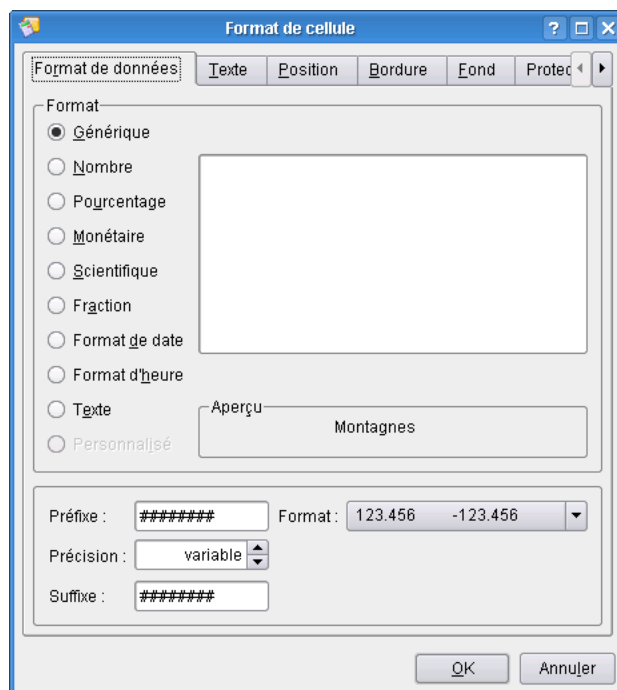 Format de cellule
Format de données Texte Position Bordure Fond Protec
Format
Générique
Nombre
Pourcentage
Monétaire
Scientifique
Fraction
Format de date
Format d'heure
Texte
Personnalisé
Aperçu
Montagnes
Préfixe : ######## Format : 123.456 -123.456
Précision : variable
Suffixe : ########
OK Annuler